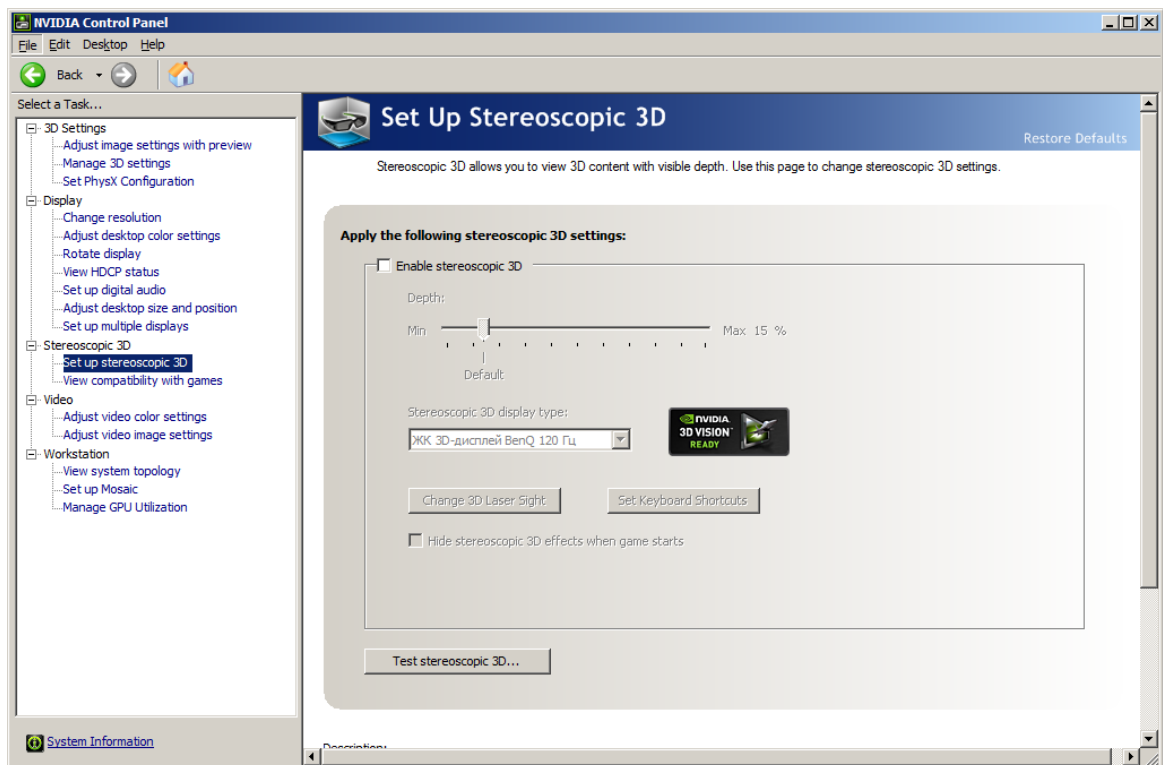 NVIDIA Control Panel
File Edit Desktop Help
Back
Select a Task...
3D Settings
Adjust image settings with preview
Manage 3D settings
Set PhysX Configuration
Display
Change resolution
Adjust desktop color settings
Rotate display
View HDCP status
Set up digital audio
Adjust desktop size and position
Set up multiple displays
Stereoscopic 3D
Set up stereoscopic 3D
View compatibility with games
Video
Adjust video color settings
Adjust video image settings
Workstation
View system topology
Set up Mosaic
Manage GPU Utilization
System Information
Set Up Stereoscopic 3D
Restore Defaults
Stereoscopic 3D allows you to view 3D content with visible depth. Use this page to change stereoscopic 3D settings.
Apply the following stereoscopic 3D settings:
Enable stereoscopic 3D
Depth:
Min Max 15 %
Default
Stereoscopic 3D display type:
ЖК 3D-дисплей BenQ 120 Гц
NVIDIA
3D VISION
READY
Change 3D Laser Sight Set Keyboard Shortcuts
Hide stereoscopic 3D effects when game starts
Test stereoscopic 3D...
Description: